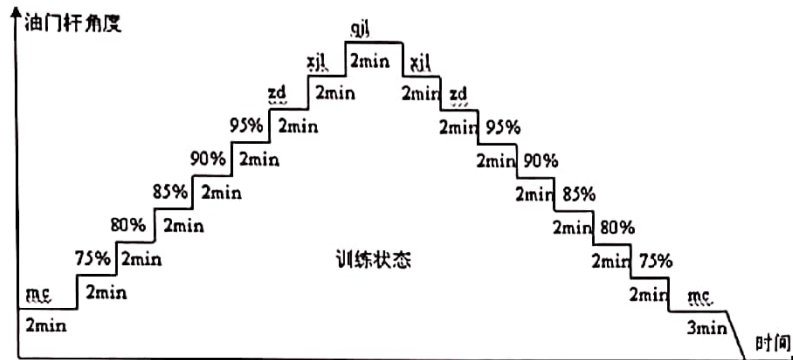 油门杆角度
qjl
xjl
2min
xjl
zd
2min
2min
zd
95%
2min
2min
95%
90%
2min
2min
90%
85%
2min
2min
85%
80%
2min
2min
80%
75%
2min
训练状态
2min
75%
mc
2min
2min
mc
2min
3min
时间